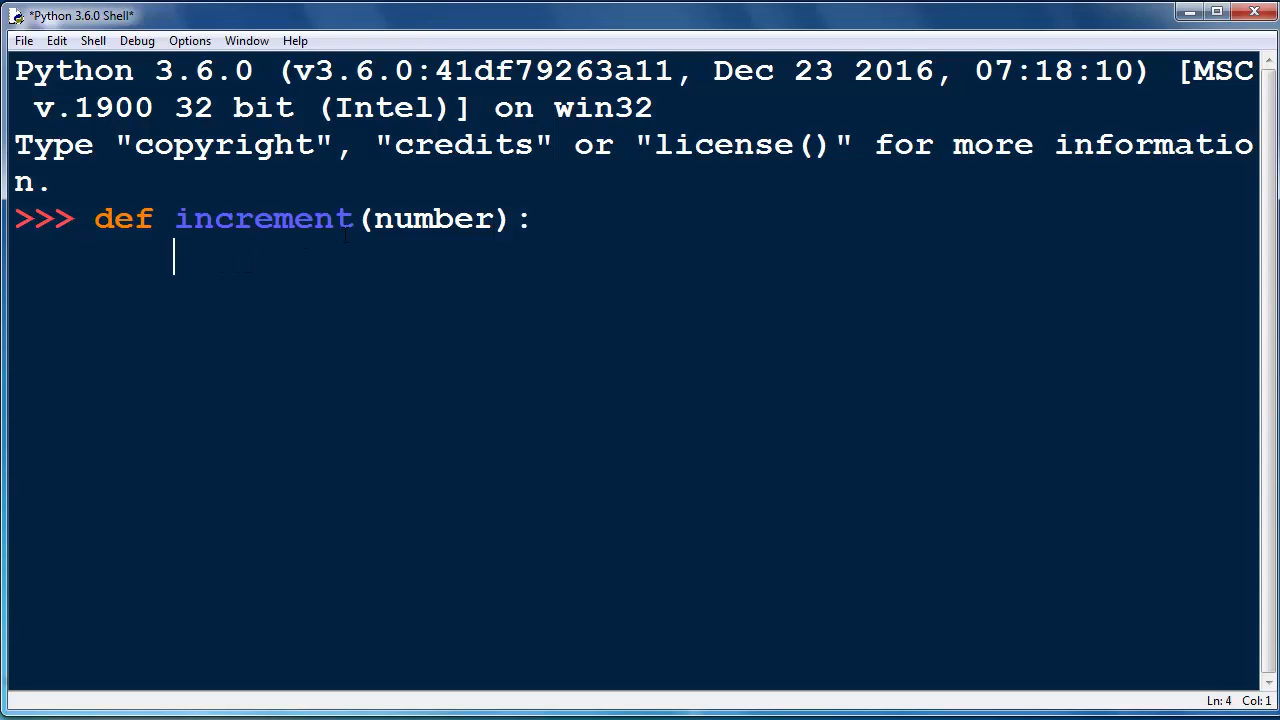 *Python 3.6.0 Shell*
File Edit Shell Debug Options Window Help
Python 3.6.0 (v3.6.0:41df79263a11, Dec 23 2016, 07:18:10) [MSC
v.1900 32 bit (Intel)] on win32
Type "copyright", "credits" or "license()" for more informatio
n.
>>> def increment(number):
Ln: 4 Col: 1